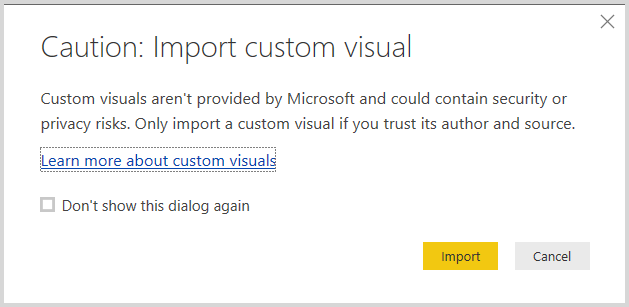 Caution: Import custom visual
Custom visuals aren't provided by Microsoft and could contain security or
privacy risks. Only import a custom visual if you trust its author and source.
Learn more about custom visuals
Don't show this dialog again
Import Cancel